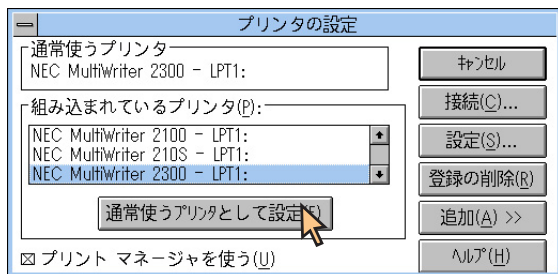 プリンタの設定
通常使うプリンタ
NEC MultiWriter 2300 - LPT1:
組み込まれているプリンタ(P):
NEC MultiWriter 2100 - LPT1:
NEC MultiWriter 210S - LPT1:
NEC MultiWriter 2300 - LPT1:
通常使うプリンタとして設定(E)
プリント マネージャを使う(U)
キャンセル
接続(C)...
設定(S)...
登録の削除(R)
追加(A) >>
ヘルプ(H)